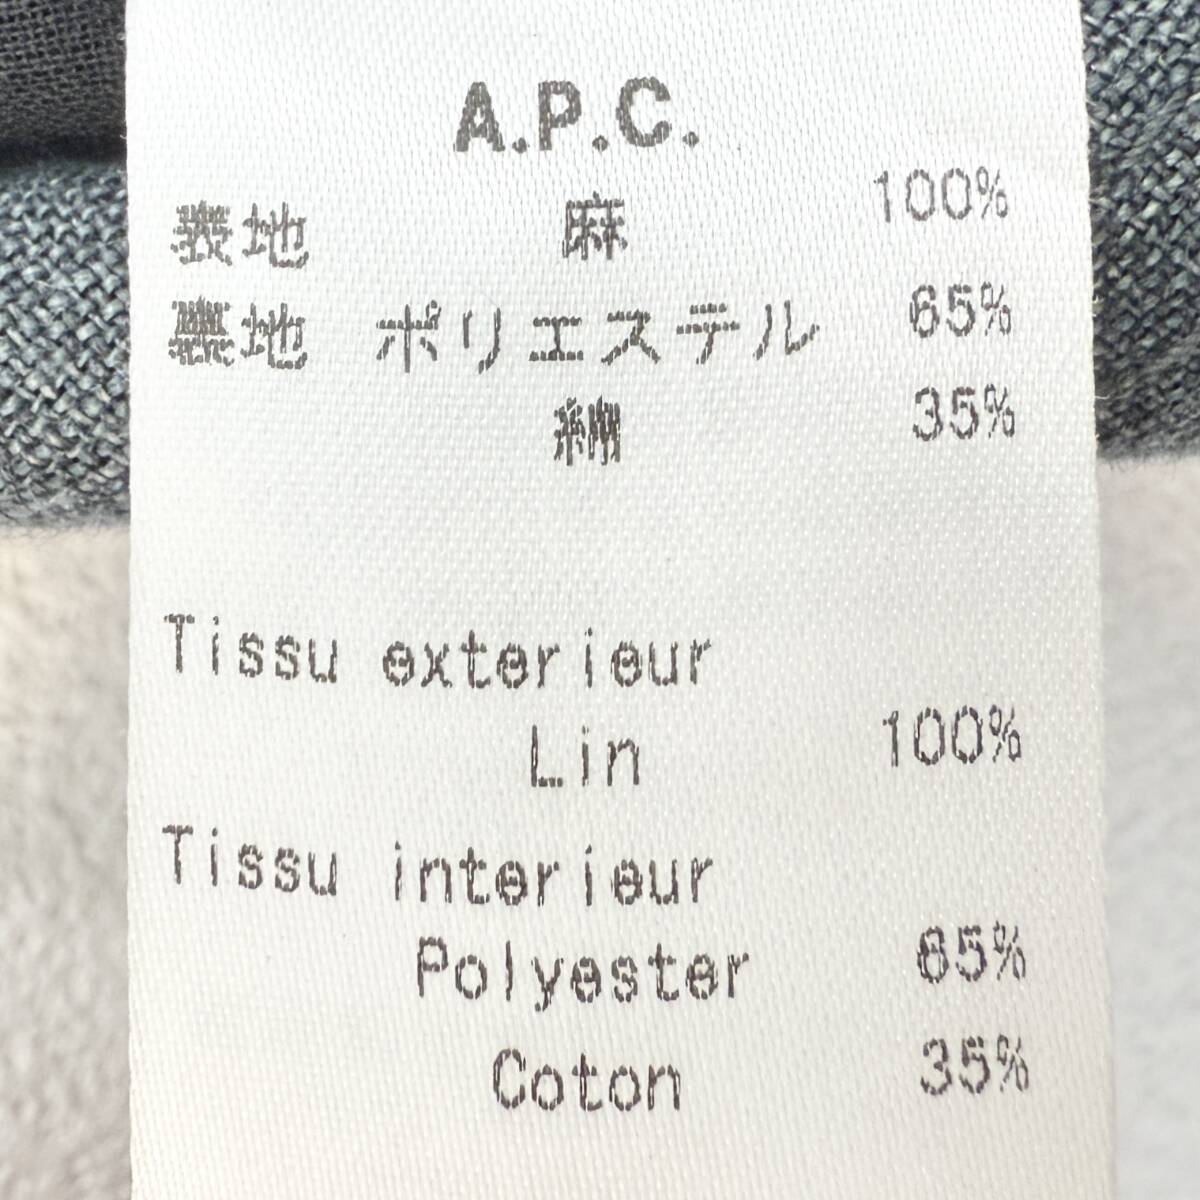 A.P.C.
表地 麻 100%
裏地 ポリエステル 65%
綿 35%
Tissu exterieur
Lin 100%
Tissu interieur
Polyester 65%
Coton 35%